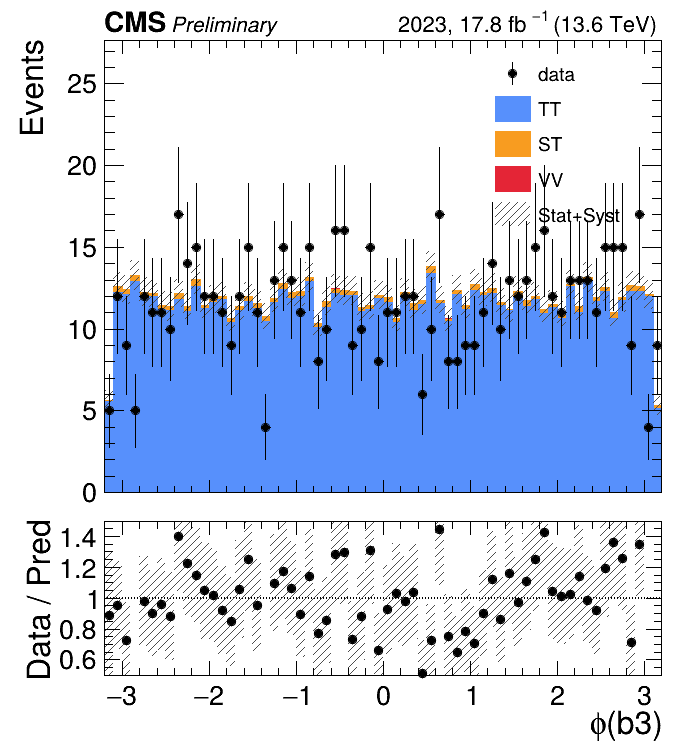 CMS Preliminary 2023, 17.8 fb⁻¹ (13.6 TeV)
Events
25
20
15
10
5
0
data
TT
ST
VV
Stat+Syst
Data / Pred
1.4
1.2
1
0.8
0.6
−3 −2 −1 0 1 2 3
ϕ(b3)